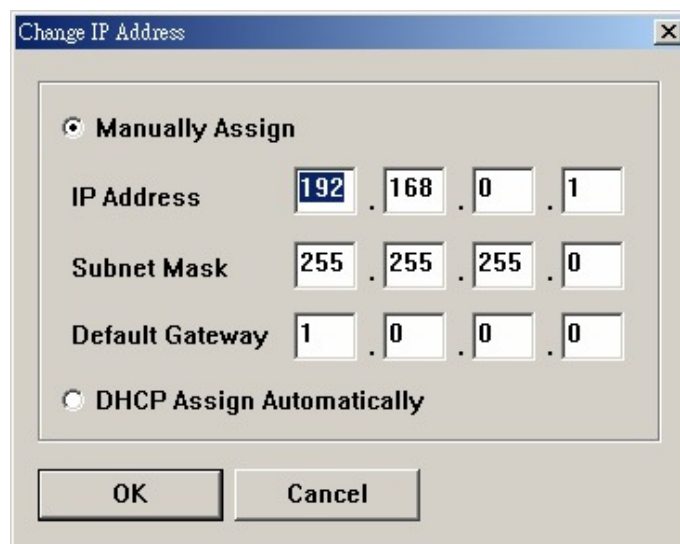 Change IP Address
Manually Assign
IP Address 192 . 168 . 0 . 1
Subnet Mask 255 . 255 . 255 . 0
Default Gateway 1 . 0 . 0 . 0
DHCP Assign Automatically
OK Cancel